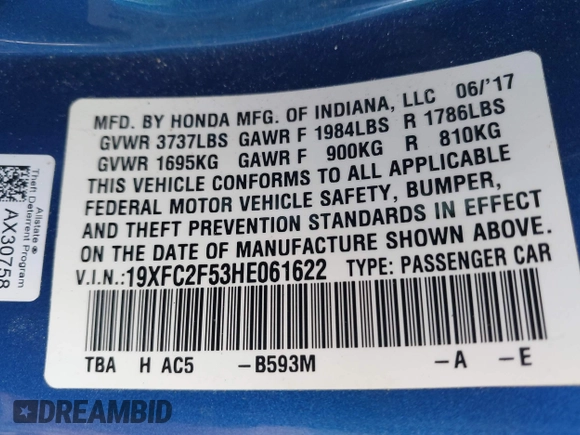 MFD. BY HONDA MFG. OF INDIANA, LLC 06/'17
GVWR 3737LBS GAWR F 1984LBS R 1786LBS
GVWR 1695KG GAWR F 900KG R 810KG
THIS VEHICLE CONFORMS TO ALL APPLICABLE
FEDERAL MOTOR VEHICLE SAFETY, BUMPER,
AND THEFT PREVENTION STANDARDS IN EFFECT
ON THE DATE OF MANUFACTURE SHOWN ABOVE.
V.I.N.:19XFC2F53HE061622 TYPE: PASSENGER CAR
TBA H AC5 -B593M -A -E
Allstate ®
Theft Deterrent Program
AX30758
DREAMBID